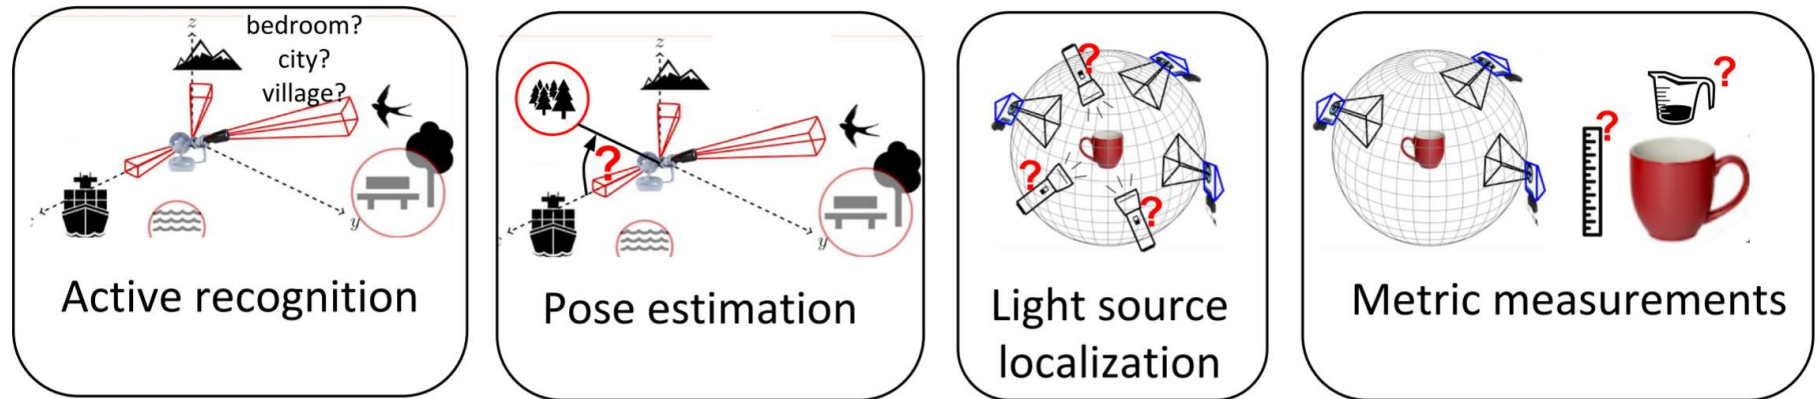 z
bedroom?
city?
village?
y
Active recognition
z
?
y
Pose estimation
?
?
?
Light source
localization
?
?
Metric measurements